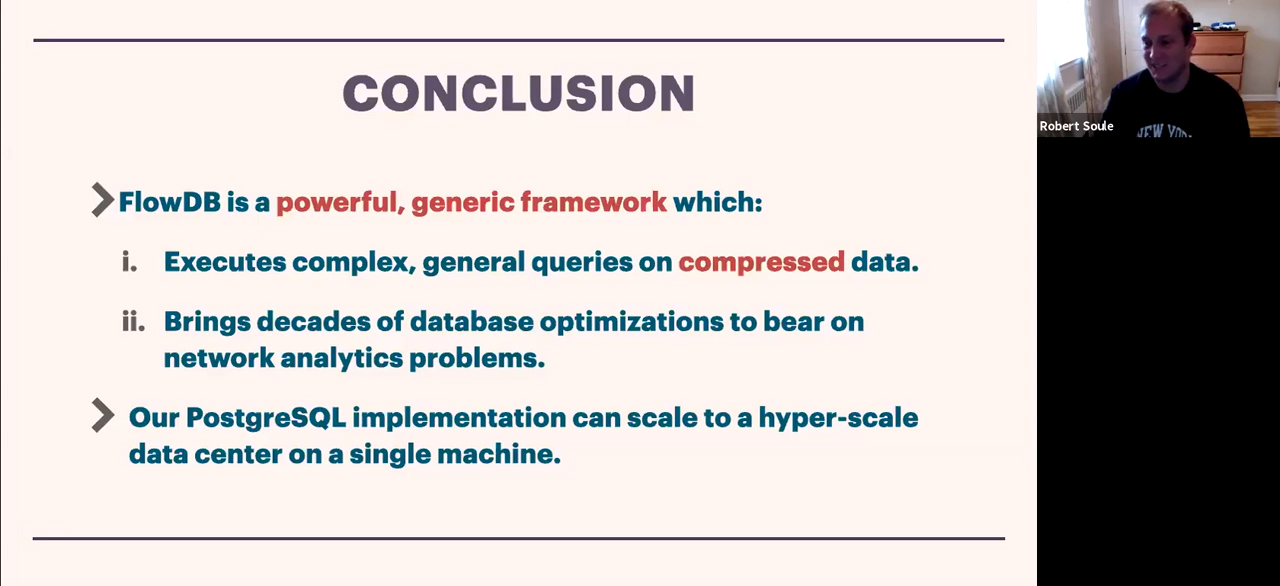 CONCLUSION
FlowDB is a powerful, generic framework which:
i. Executes complex, general queries on compressed data.
ii. Brings decades of database optimizations to bear on
network analytics problems.
Our PostgreSQL implementation can scale to a hyper-scale
data center on a single machine.
Robert Soule
NEW YOR